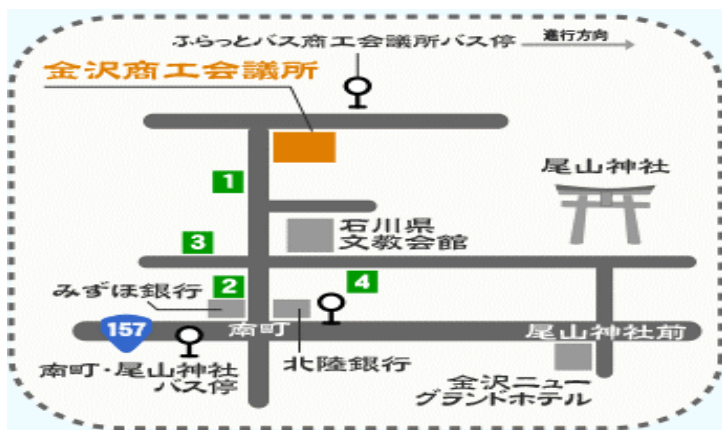 ふらっとバス商工会議所バス停
進行方向
金沢商工会議所
尾山神社
1
石川県
文教会館
3
2
4
みずほ銀行
157
南町
尾山神社前
北陸銀行
南町・尾山神社
バス停
金沢ニュー
グランドホテル